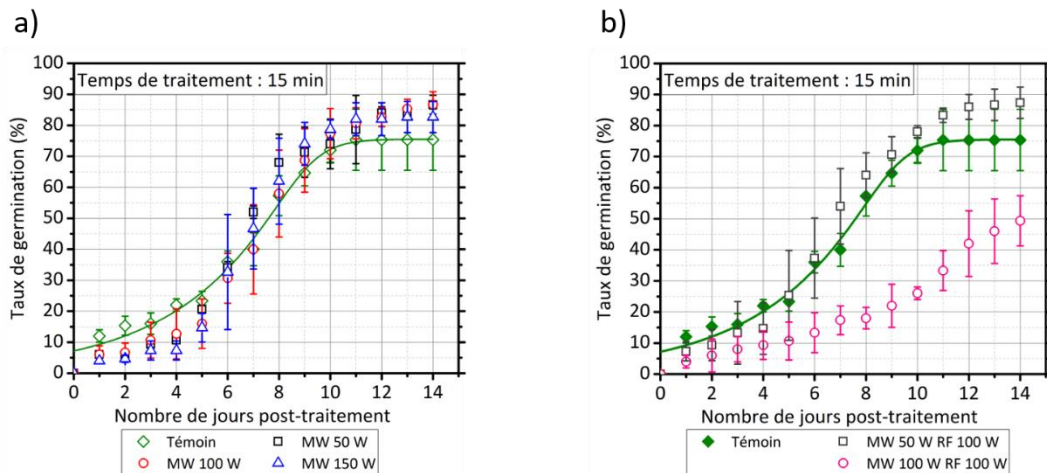 a)
Temps de traitement : 15 min
Taux de germination (%)
100
90
80
70
60
50
40
30
20
10
0
0 2 4 6 8 10 12 14
Nombre de jours post-traitement
Témoin MW 50 W
MW 100 W MW 150 W
b)
Temps de traitement : 15 min
Taux de germination (%)
100
90
80
70
60
50
40
30
20
10
0
0 2 4 6 8 10 12 14
Nombre de jours post-traitement
Témoin MW 50 W RF 100 W
MW 100 W RF 100 W